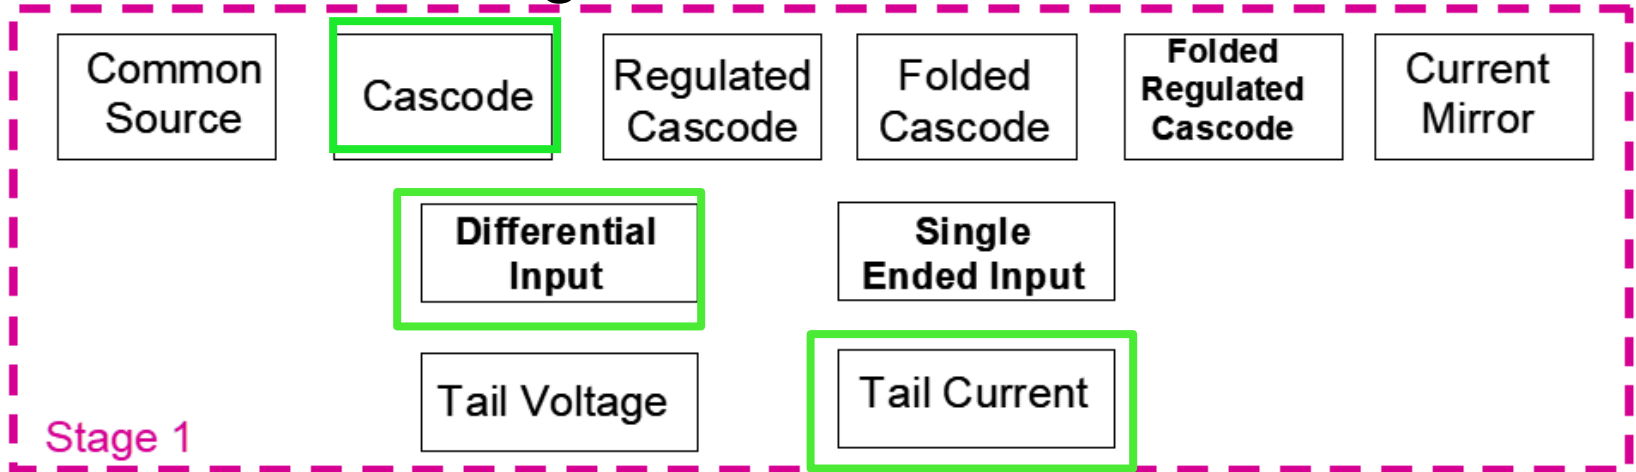 Common
Source
Cascode
Regulated
Cascode
Folded
Cascode
Folded
Regulated
Cascode
Current
Mirror
Differential
Input
Single
Ended Input
Tail Voltage
Tail Current
Stage 1